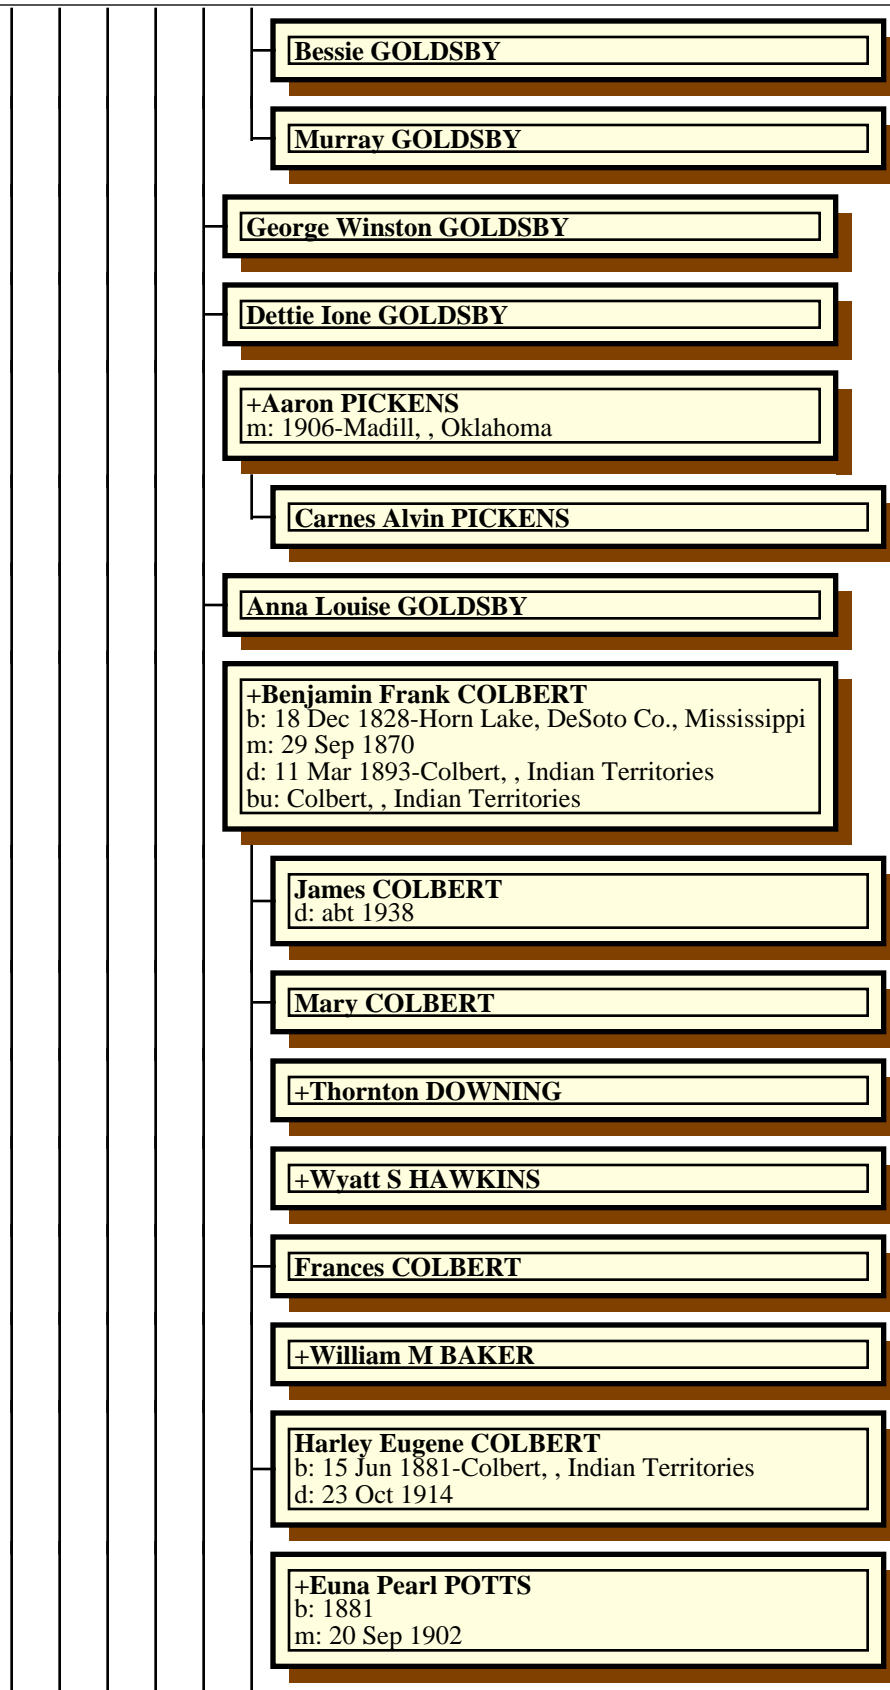 Bessie GOLDSBY
Murray GOLDSBY
George Winston GOLDSBY
Dettie Ione GOLDSBY
+Aaron PICKENS
m: 1906-Madill, , Oklahoma
Carnes Alvin PICKENS
Anna Louise GOLDSBY
+Benjamin Frank COLBERT
b: 18 Dec 1828-Horn Lake, DeSoto Co., Mississippi
m: 29 Sep 1870
d: 11 Mar 1893-Colbert, , Indian Territories
bu: Colbert, , Indian Territories
James COLBERT
d: abt 1938
Mary COLBERT
+Thornton DOWNING
+Wyatt S HAWKINS
Frances COLBERT
+William M BAKER
Harley Eugene COLBERT
b: 15 Jun 1881-Colbert, , Indian Territories
d: 23 Oct 1914
+Euna Pearl POTTS
b: 1881
m: 20 Sep 1902